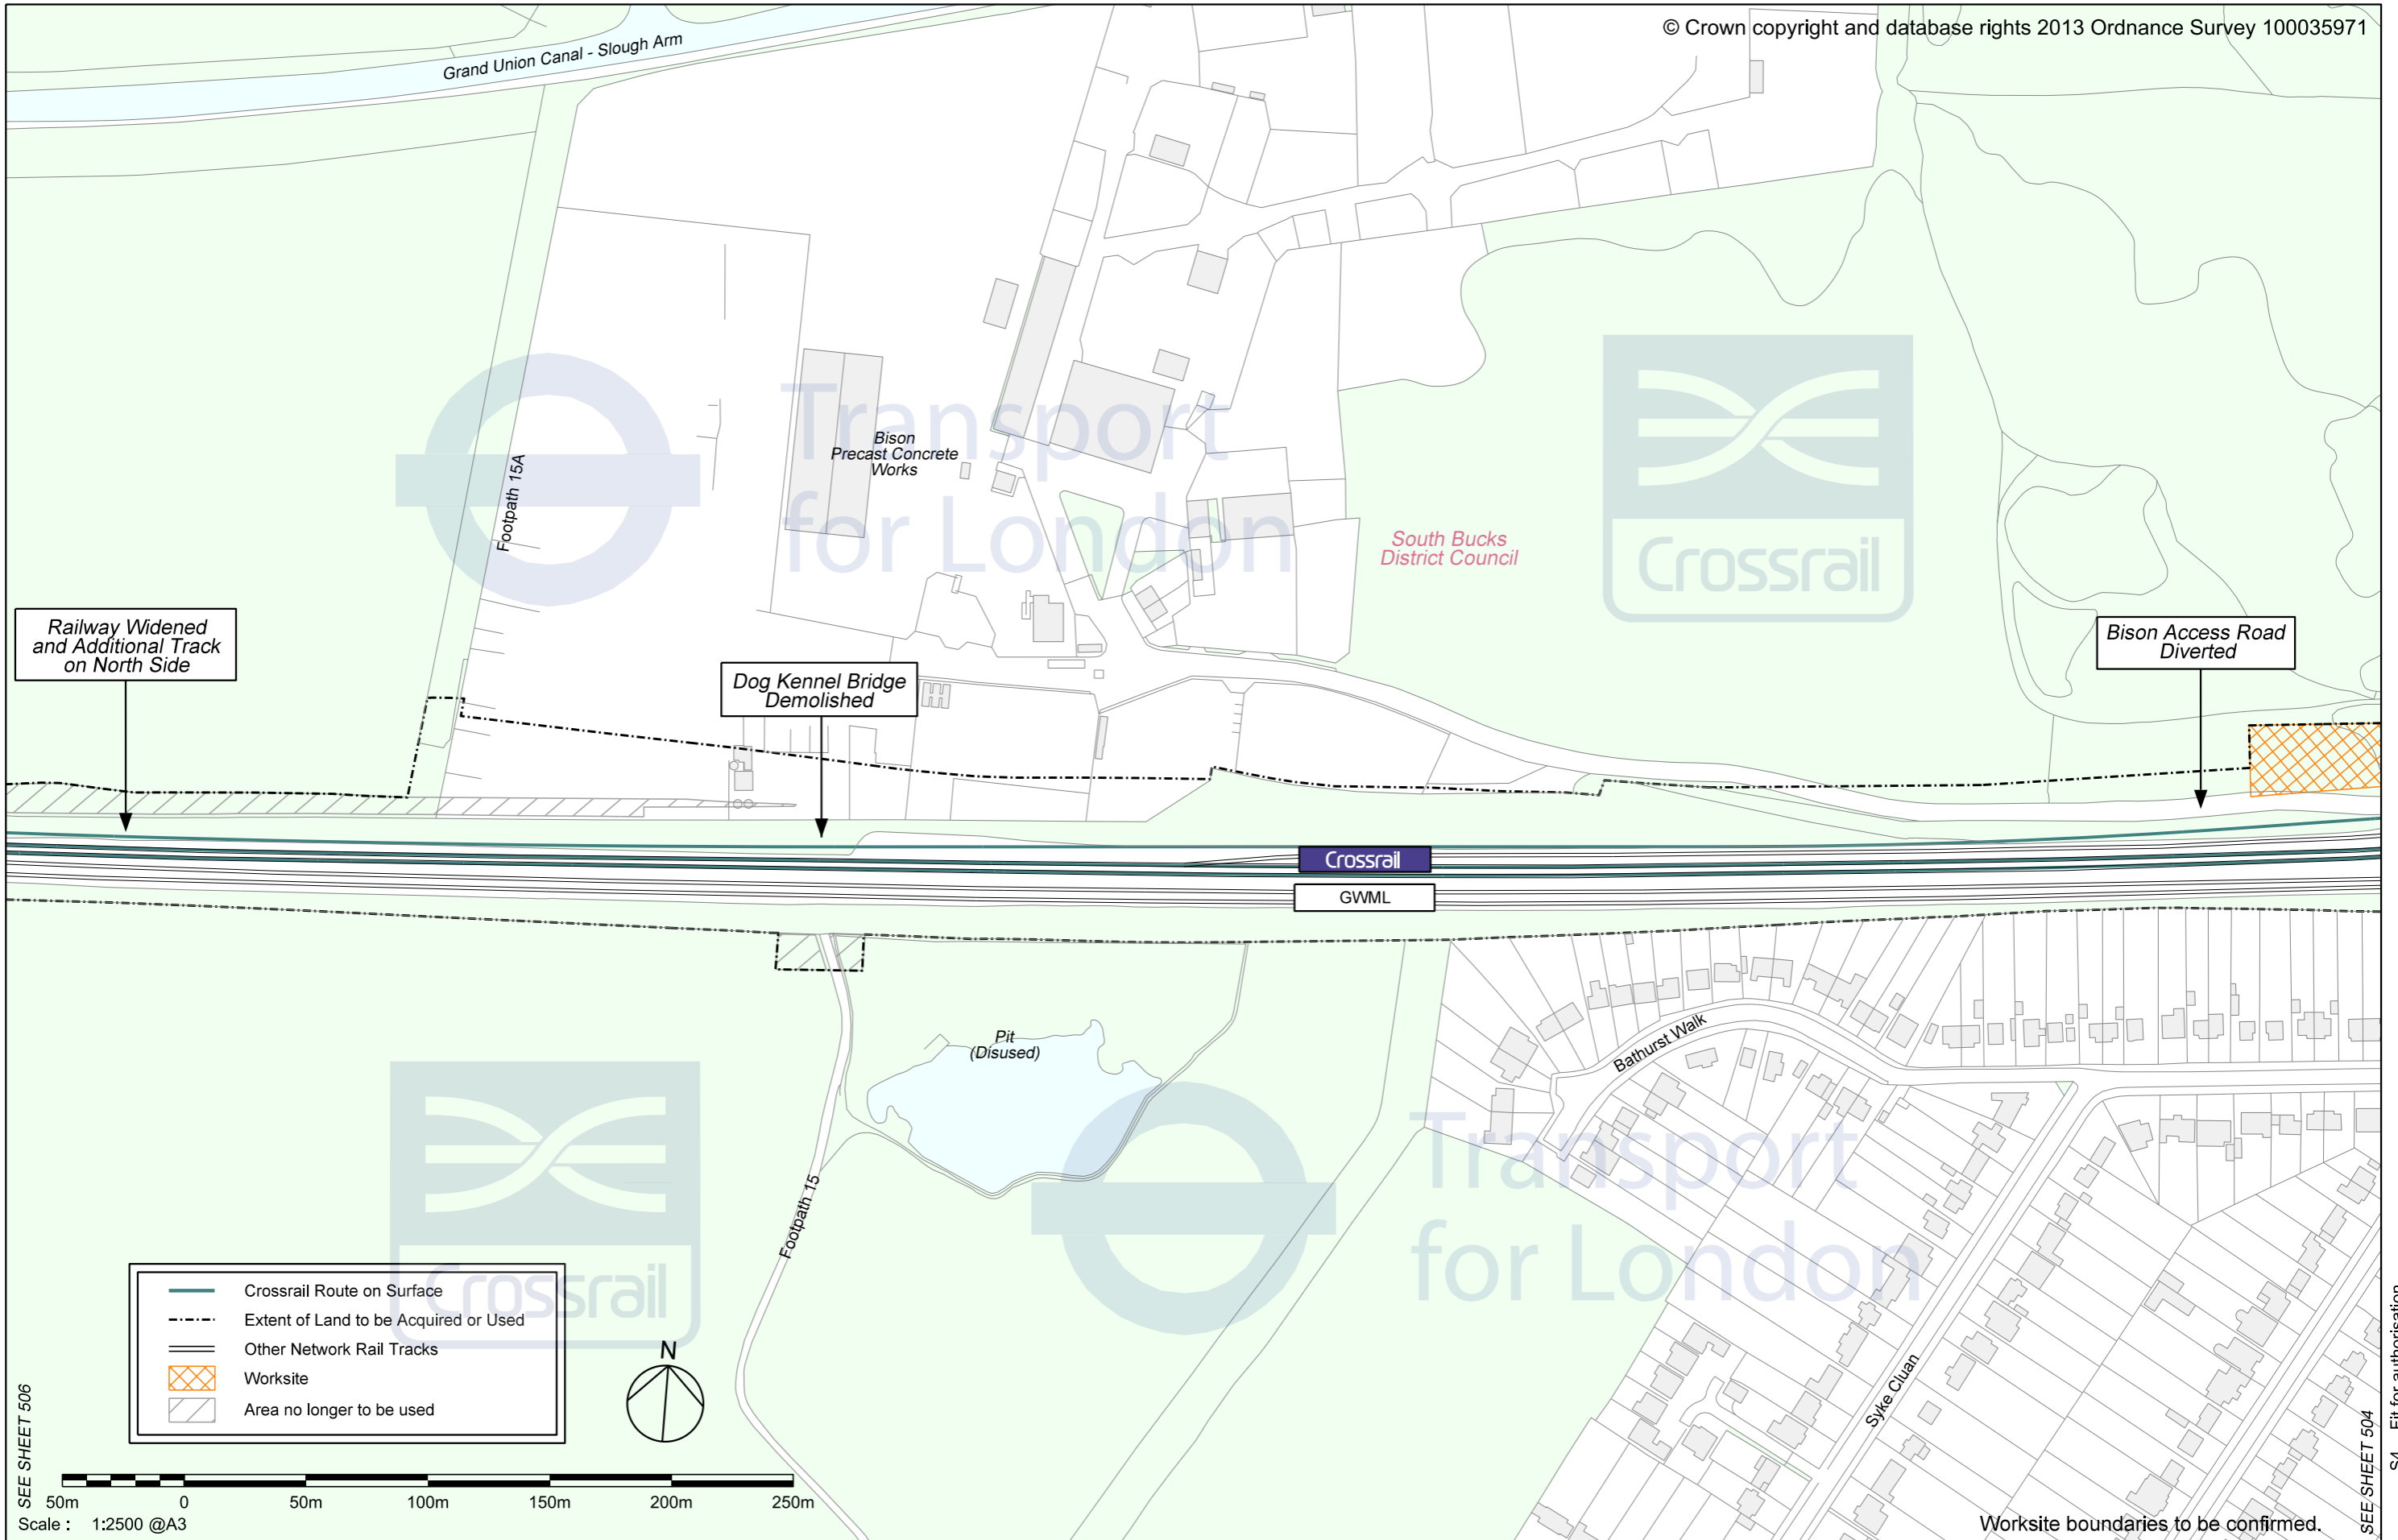 © Crown copyright and database rights 2013 Ordnance Survey 100035971
Grand Union Canal - Slough Arm
Transport
for London
Crossrail
Footpath 15A
Bison
Precast Concrete
Works
South Bucks
District Council
Railway Widened
and Additional Track
on North Side
Dog Kennel Bridge
Demolished
Bison Access Road
Diverted
Crossrail
GWML
Pit
(Disused)
Bathurst Walk
Footpath 15
Syke Cluan
Crossrail
Transport
for London
Crossrail Route on Surface
Extent of Land to be Acquired or Used
Other Network Rail Tracks
Worksite
Area no longer to be used
N
SEE SHEET 506
50m 0 50m 100m 150m 200m 250m
Scale : 1:2500 @A3
Worksite boundaries to be confirmed.
SEE SHEET 504
S4 - Fit for authorisation